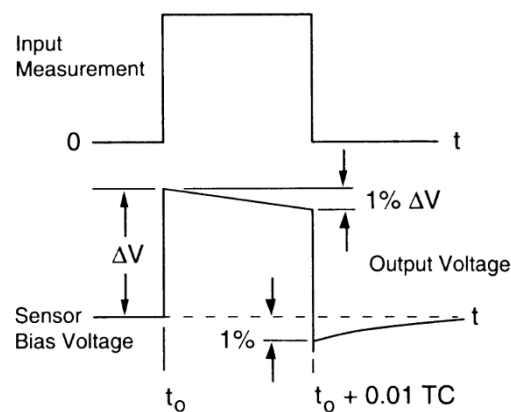 Input
Measurement
0
t
1% ΔV
ΔV
Output Voltage
Sensor
Bias Voltage
t
1%
t₀
t₀ + 0.01 TC